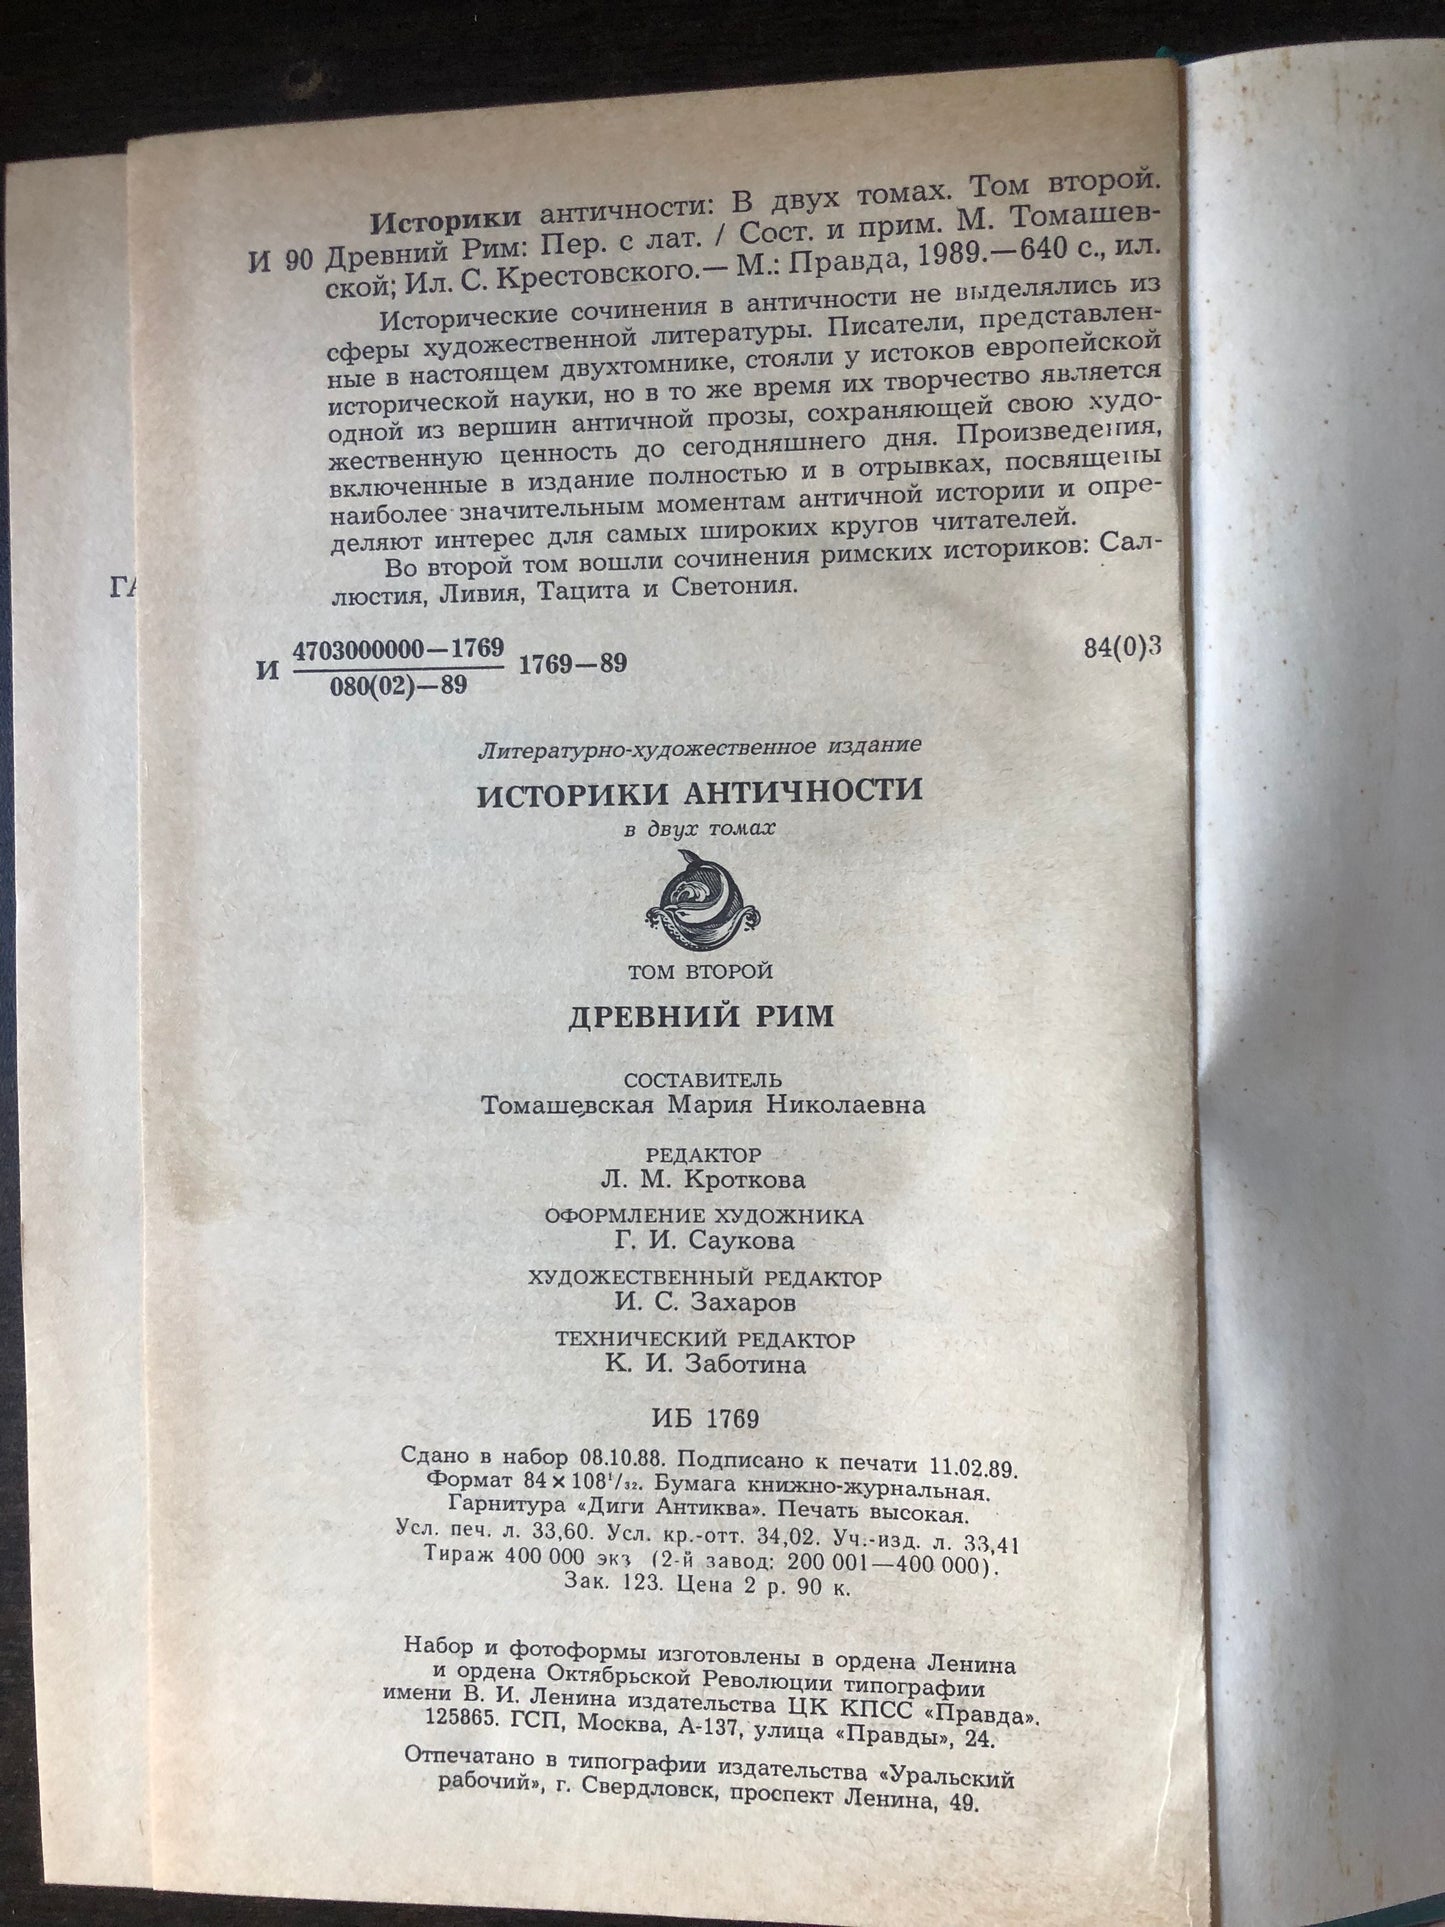 Историки античности: В двух томах. Том второй.
И 90 Древний Рим: Пер. с лат. / Сост. и прим. М. Томашев-
ской; Ил. С. Крестовского.— М.: Правда, 1989.—640 с., ил.
Исторические сочинения в античности не выделялись из
сферы художественной литературы. Писатели, представлен-
ные в настоящем двухтомнике, стояли у истоков европейской
исторической науки, но в то же время их творчество является
одной из вершин античной прозы, сохраняющей свою худо-
жественную ценность до сегодняшнего дня. Произведения,
включенные в издание полностью и в отрывках, посвящены
наиболее значительным моментам античной истории и опре-
деляют интерес для самых широких кругов читателей.
Во второй том вошли сочинения римских историков: Сал-
люстия, Ливия, Тацита и Светония.
ГА
И 4703000000—1769 1769—89 84(0)3
080(02)—89
Литературно-художественное издание
ИСТОРИКИ АНТИЧНОСТИ
в двух томах
ТОМ ВТОРОЙ
ДРЕВНИЙ РИМ
СОСТАВИТЕЛЬ
Томашевская Мария Николаевна
РЕДАКТОР
Л. М. Кроткова
ОФОРМЛЕНИЕ ХУДОЖНИКА
Г. И. Саукова
ХУДОЖЕСТВЕННЫЙ РЕДАКТОР
И. С. Захаров
ТЕХНИЧЕСКИЙ РЕДАКТОР
К. И. Заботина
ИБ 1769
Сдано в набор 08.10.88. Подписано к печати 11.02.89.
Формат 84×108¹/₃₂. Бумага книжно-журнальная.
Гарнитура «Диги Антиква». Печать высокая.
Усл. печ. л. 33,60. Усл. кр.-отт. 34,02. Уч.-изд. л. 33,41
Тираж 400 000 экз (2-й завод: 200 001—400 000).
Зак. 123. Цена 2 р. 90 к.
Набор и фотоформы изготовлены в ордена Ленина
и ордена Октябрьской Революции типографии
имени В. И. Ленина издательства ЦК КПСС «Правда».
125865. ГСП, Москва, А-137, улица «Правды», 24.
Отпечатано в типографии издательства «Уральский
рабочий», г. Свердловск, проспект Ленина, 49.